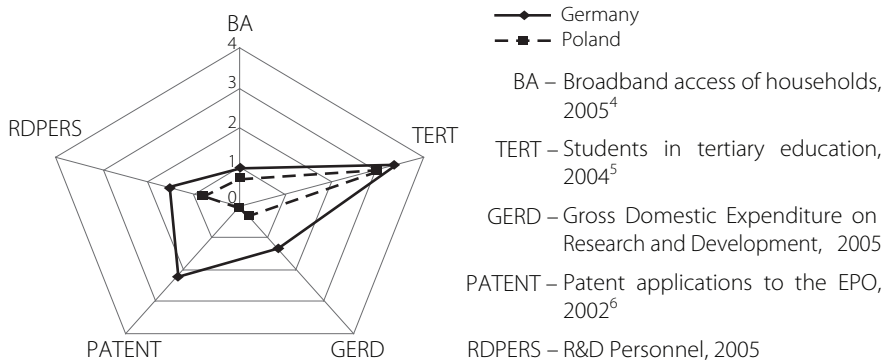 BA
4
3
2
1
0
RDPERS
TERT
PATENT
GERD
Germany
Poland
BA – Broadband access of households,
2005⁴
TERT – Students in tertiary education,
2004⁵
GERD – Gross Domestic Expenditure on
Research and Development, 2005
PATENT – Patent applications to the EPO,
2002⁶
RDPERS – R&D Personnel, 2005